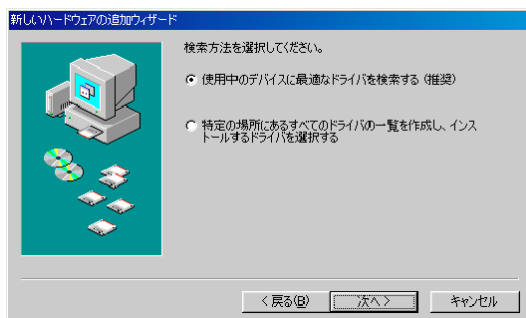 新しいハードウェアの追加ウィザード
検索方法を選択してください。
使用中のデバイスに最適なドライバを検索する (推奨)
特定の場所にあるすべてのドライバの一覧を作成し、インス
トールするドライバを選択する
< 戻る(B)
次へ >
キャンセル